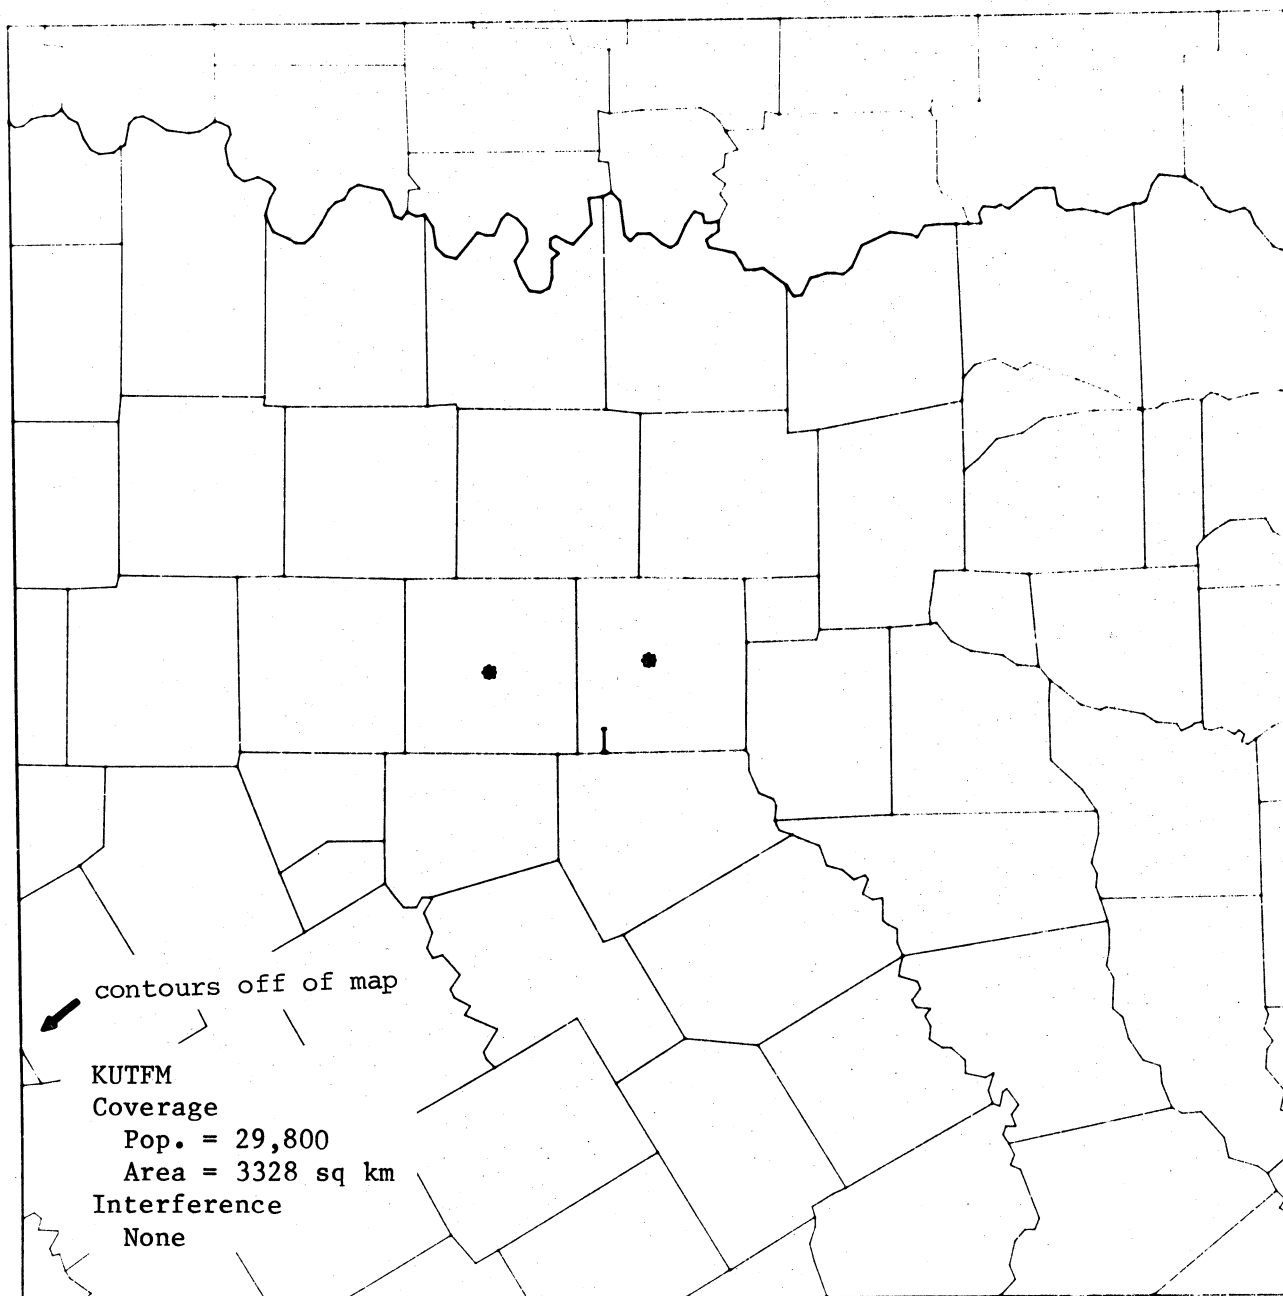 contours off of map
KUTFM
Coverage
Pop. = 29,800
Area = 3328 sq km
Interference
None